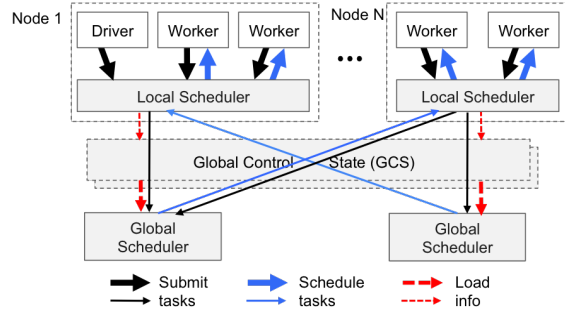 Node 1
Node N
Driver
Worker
Worker
Worker
Worker
Local Scheduler
Local Scheduler
Global Control State (GCS)
Global
Scheduler
Global
Scheduler
Submit
tasks
Schedule
tasks
Load
info